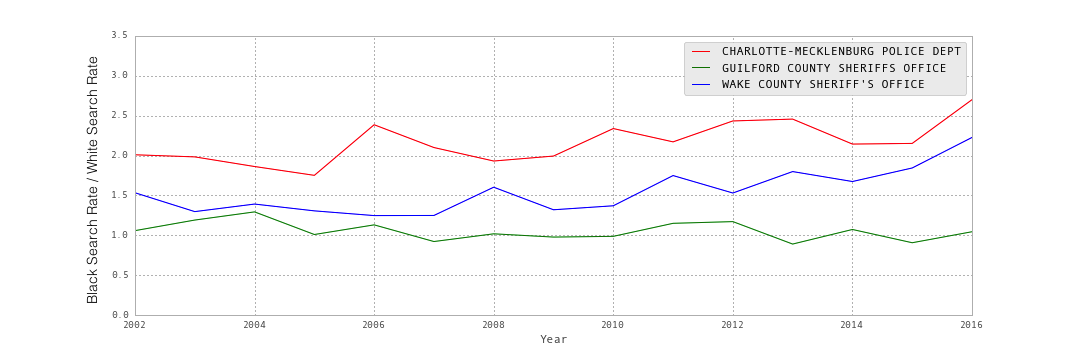 3.5
3.0
2.5
2.0
1.5
1.0
0.5
0.0
Black Search Rate / White Search Rate
CHARLOTTE-MECKLENBURG POLICE DEPT
GUILFORD COUNTY SHERIFFS OFFICE
WAKE COUNTY SHERIFF'S OFFICE
2002 2004 2006 2008 2010 2012 2014 2016
Year